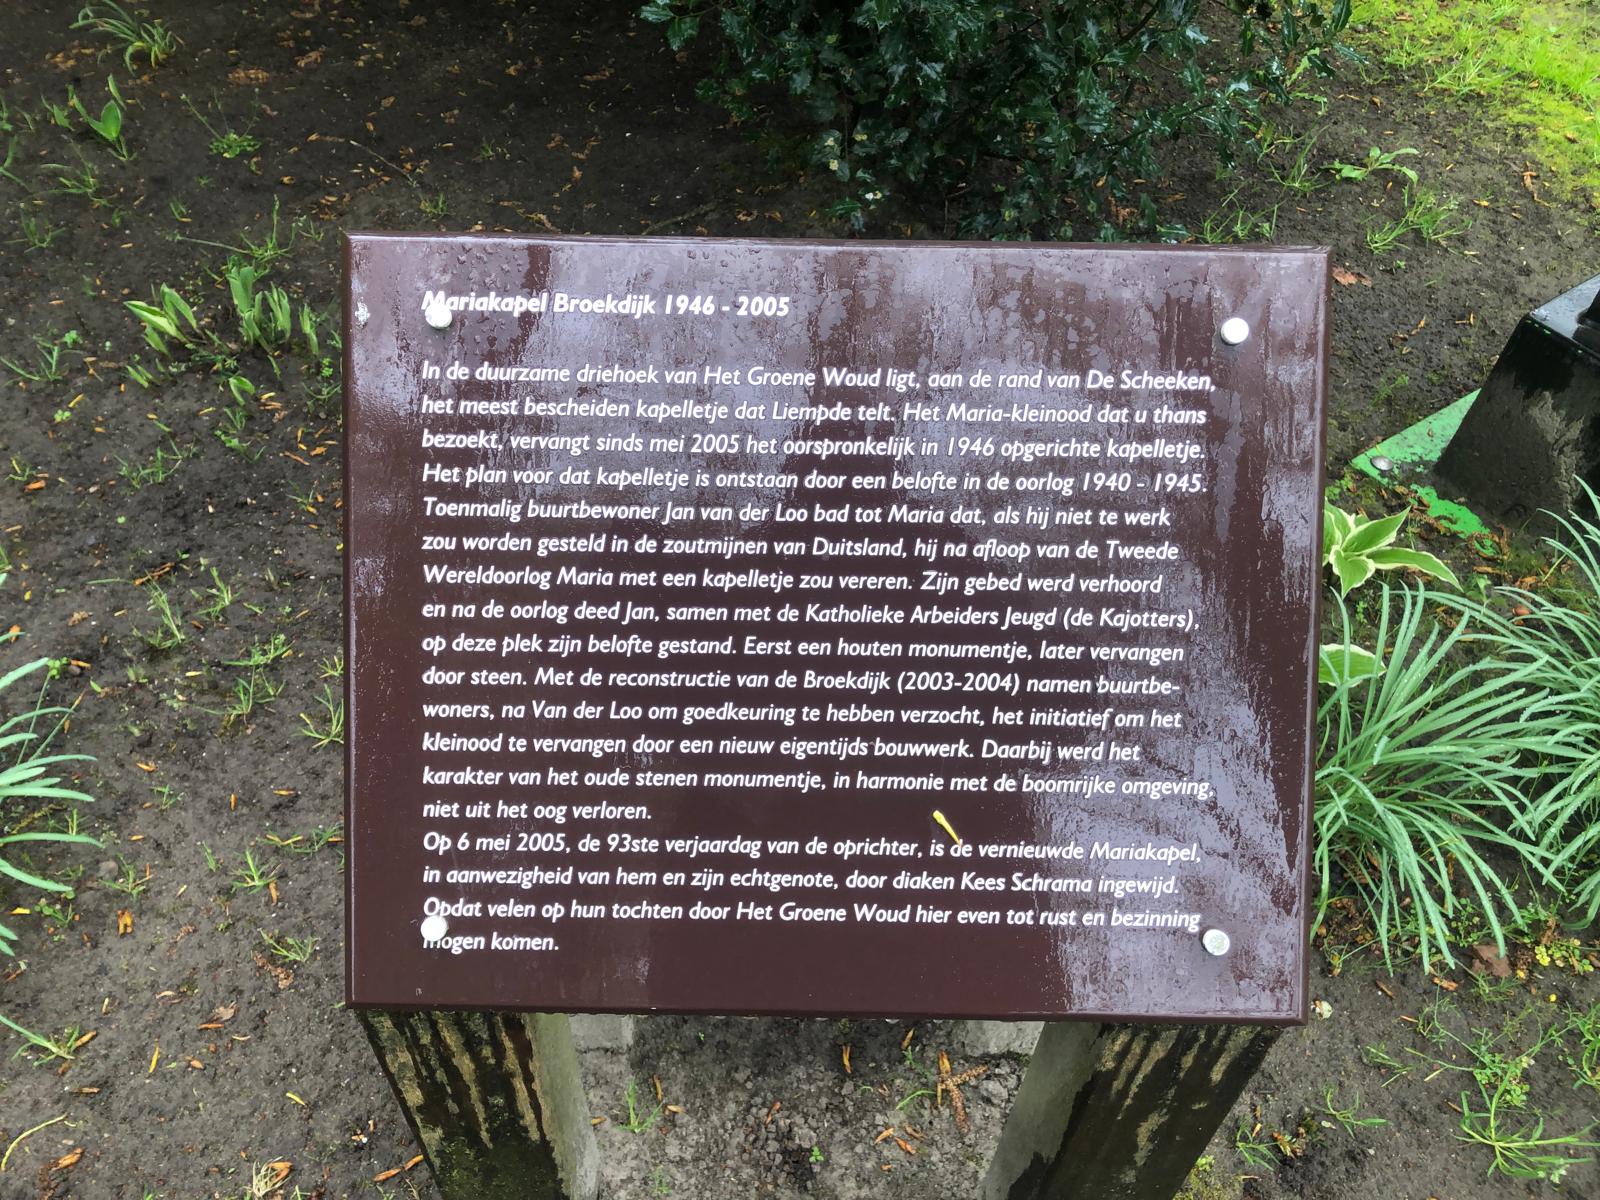 Mariakapel Broekdijk 1946 - 2005
In de duurzame driehoek van Het Groene Woud ligt, aan de rand van De Scheeken,
het meest bescheiden kapelletje dat Liempde telt. Het Maria-kleinood dat u thans
bezoekt, vervangt sinds mei 2005 het oorspronkelijk in 1946 opgerichte kapelletje.
Het plan voor dat kapelletje is ontstaan door een belofte in de oorlog 1940 - 1945.
Toenmalig buurtbewoner Jan van der Loo bad tot Maria dat, als hij niet te werk
zou worden gesteld in de zoutmijnen van Duitsland, hij na afloop van de Tweede
Wereldoorlog Maria met een kapelletje zou vereren. Zijn gebed werd verhoord
en na de oorlog deed Jan, samen met de Katholieke Arbeiders Jeugd (de Kajotters),
op deze plek zijn belofte gestand. Eerst een houten monumentje, later vervangen
door steen. Met de reconstructie van de Broekdijk (2003-2004) namen buurtbe-
woners, na Van der Loo om goedkeuring te hebben verzocht, het initiatief om het
kleinood te vervangen door een nieuw eigentijds bouwwerk. Daarbij werd het
karakter van het oude stenen monumentje, in harmonie met de boomrijke omgeving,
niet uit het oog verloren.
Op 6 mei 2005, de 93ste verjaardag van de oprichter, is de vernieuwde Mariakapel,
in aanwezigheid van hem en zijn echtgenote, door diaken Kees Schrama ingewijd.
Opdat velen op hun tochten door Het Groene Woud hier even tot rust en bezinning
mogen komen.